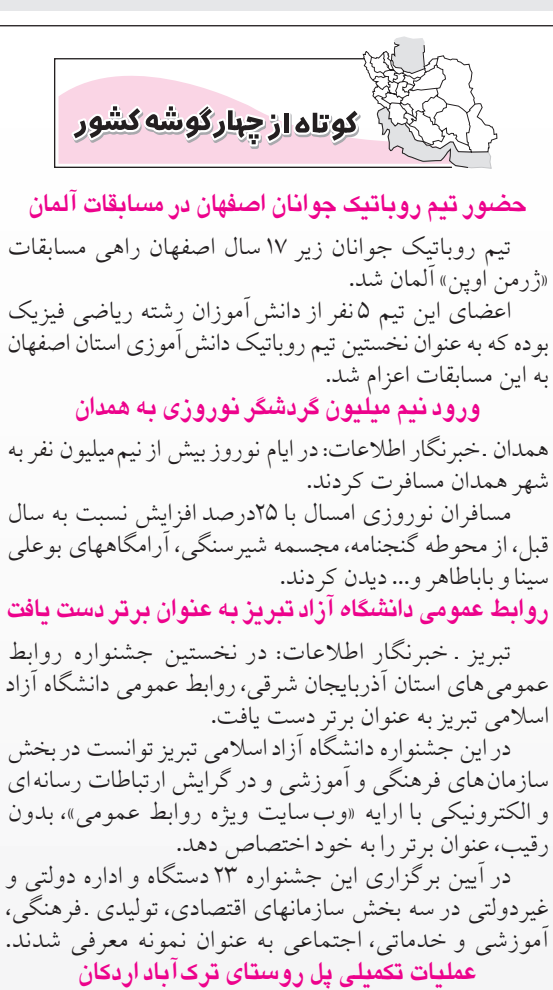 کوتاه از چهار گوشه کشور
حضور تیم روباتیک جوانان اصفهان در مسابقات آلمان
تیم روباتیک جوانان زیر ۱۷ سال اصفهان راهی مسابقات
«ژرمن اوپن» آلمان شد.
اعضای این تیم ۵ نفر از دانش‌آموزان رشته ریاضی فیزیک
بوده که به عنوان نخستین تیم روباتیک دانش‌آموزی استان اصفهان
به این مسابقات اعزام شد.
ورود نیم میلیون گردشگر نوروزی به همدان
همدان ـ خبرنگار اطلاعات: در ایام نوروز بیش از نیم میلیون نفر به
شهر همدان مسافرت کردند.
مسافران نوروزی امسال با ۲۵درصد افزایش نسبت به سال
قبل، از محوطه گنجنامه، مجسمه شیرسنگی، آرامگاههای بوعلی
سینا و باباطاهر و... دیدن کردند.
روابط عمومی دانشگاه آزاد تبریز به عنوان برتر دست یافت
تبریز ـ خبرنگار اطلاعات: در نخستین جشنواره روابط
عمومی‌های استان آذربایجان شرقی، روابط عمومی دانشگاه آزاد
اسلامی تبریز به عنوان برتر دست یافت.
در این جشنواره دانشگاه آزاد اسلامی تبریز توانست در بخش
سازمان‌های فرهنگی و آموزشی و در گرایش ارتباطات رسانه‌ای
و الکترونیکی با ارایه «وب‌سایت ویژه روابط عمومی»، بدون
رقیب، عنوان برتر را به خود اختصاص دهد.
در آیین برگزاری این جشنواره ۲۳ دستگاه و اداره دولتی و
غیردولتی در سه بخش سازمانهای اقتصادی، تولیدی ـ فرهنگی،
آموزشی و خدماتی، اجتماعی به عنوان نمونه معرفی شدند.
عملیات تکمیلی پل روستای ترک‌آباد اردکان